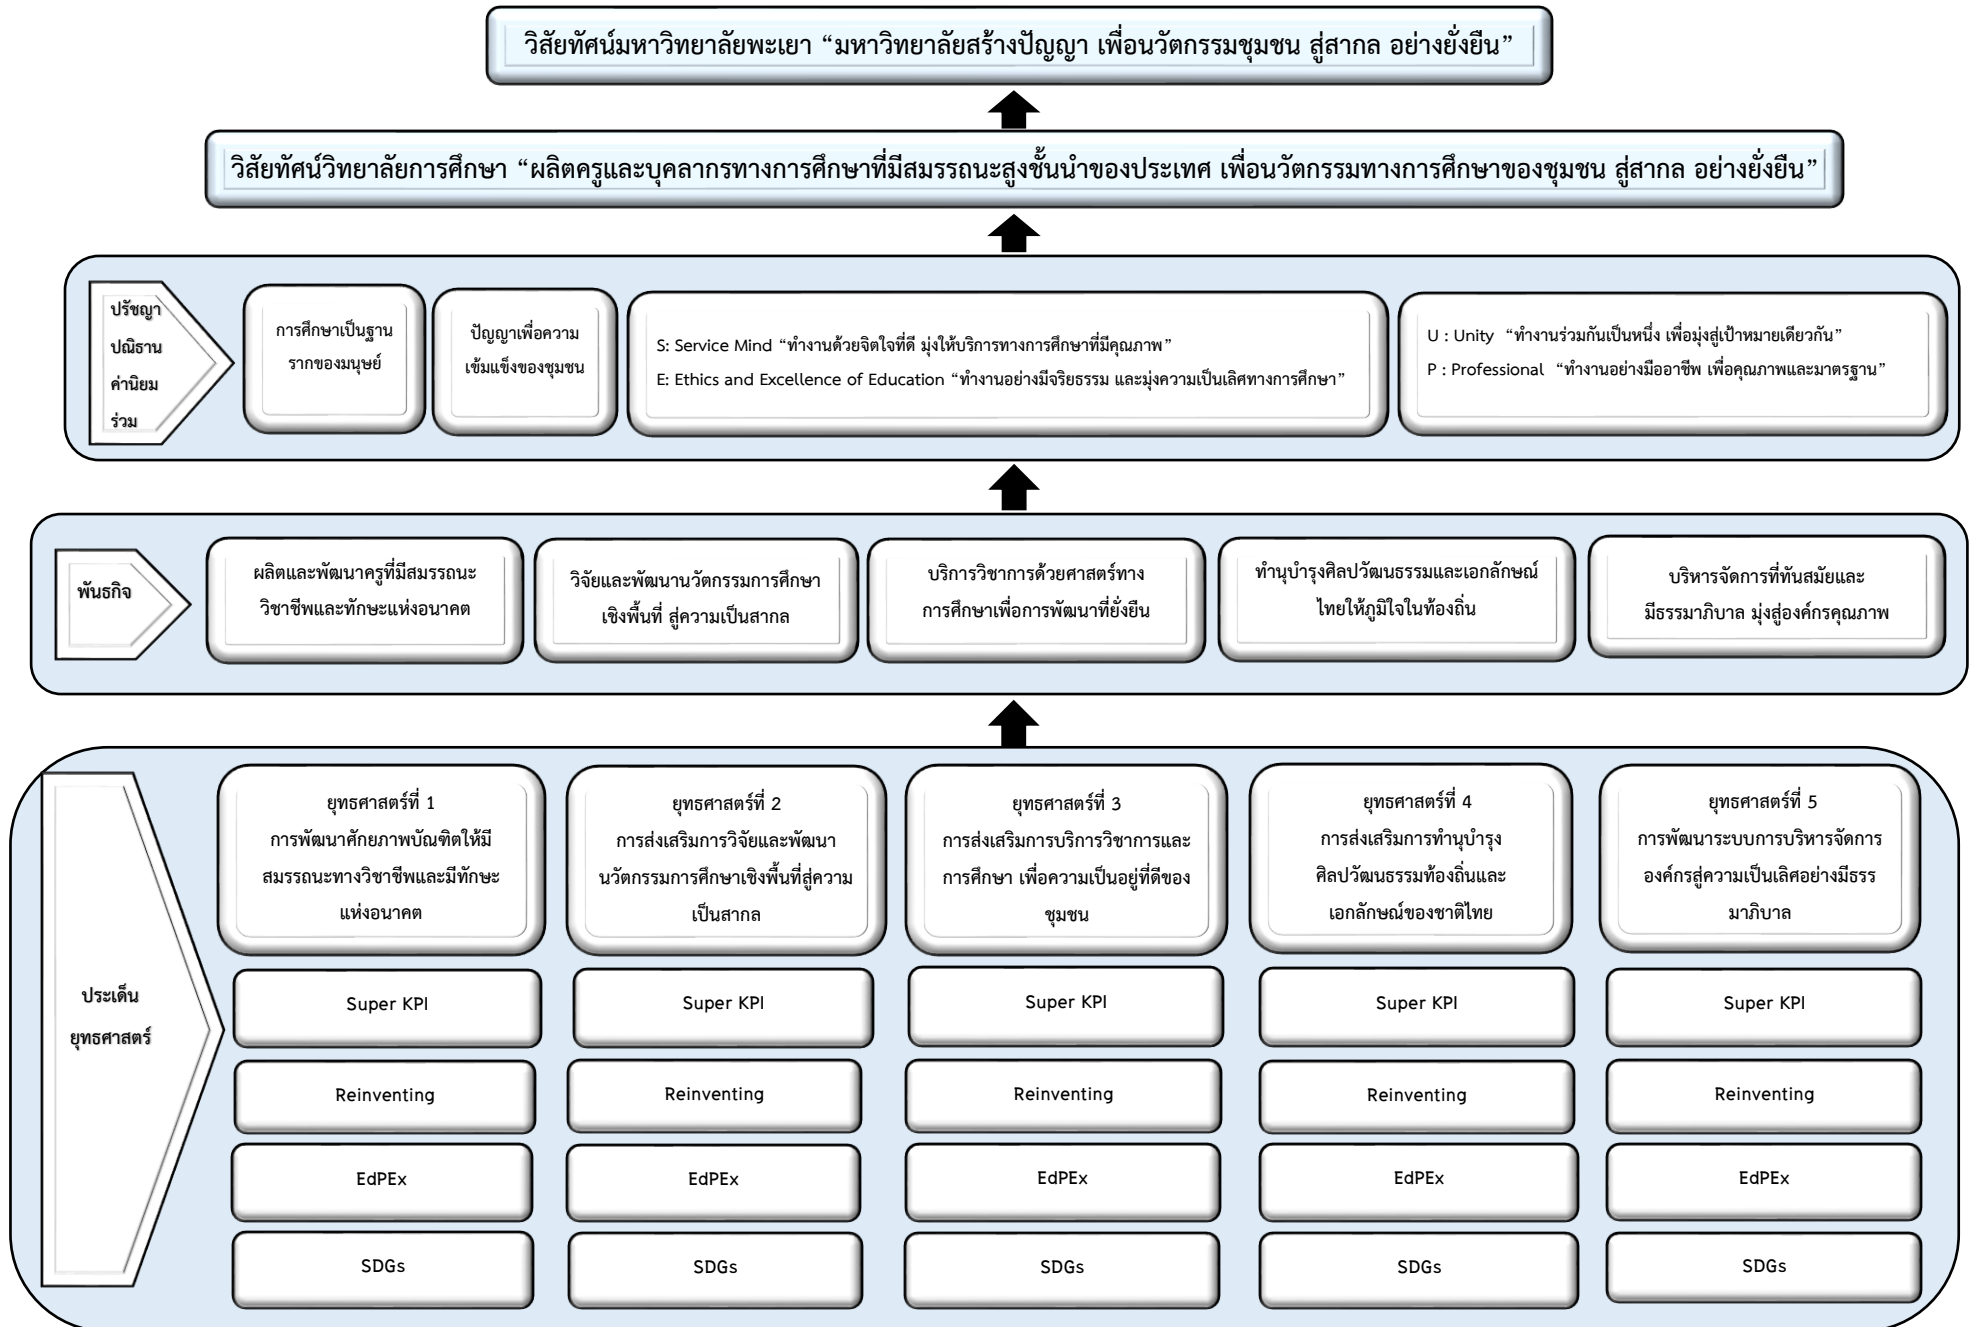 วิสัยทัศน์มหาวิทยาลัยพะเยา “มหาวิทยาลัยสร้างปัญญา เพื่อนวัตกรรมชุมชน สู่สากล อย่างยั่งยืน”
วิสัยทัศน์วิทยาลัยการศึกษา “ผลิตครูและบุคลากรทางการศึกษาที่มีสมรรถนะสูงชั้นนำของประเทศ เพื่อนวัตกรรมทางการศึกษาของชุมชน สู่สากล อย่างยั่งยืน”
ปรัชญา
ปณิธาน
ค่านิยม
ร่วม
การศึกษาเป็นฐาน
รากของมนุษย์
ปัญญาเพื่อความ
เข้มแข็งของชุมชน
S: Service Mind “ทำงานด้วยจิตใจที่ดี มุ่งให้บริการทางการศึกษาที่มีคุณภาพ”
E: Ethics and Excellence of Education “ทำงานอย่างมีจริยธรรม และมุ่งความเป็นเลิศทางการศึกษา”
U : Unity “ทำงานร่วมกันเป็นหนึ่ง เพื่อมุ่งสู่เป้าหมายเดียวกัน”
P : Professional “ทำงานอย่างมืออาชีพ เพื่อคุณภาพและมาตรฐาน”
พันธกิจ
ผลิตและพัฒนาครูที่มีสมรรถนะ
วิชาชีพและทักษะแห่งอนาคต
วิจัยและพัฒนานวัตกรรมการศึกษา
เชิงพื้นที่ สู่ความเป็นสากล
บริการวิชาการด้วยศาสตร์ทาง
การศึกษาเพื่อการพัฒนาที่ยั่งยืน
ทำนุบำรุงศิลปวัฒนธรรมและเอกลักษณ์
ไทยให้ภูมิใจในท้องถิ่น
บริหารจัดการที่ทันสมัยและ
มีธรรมาภิบาล มุ่งสู่องค์กรคุณภาพ
ประเด็น
ยุทธศาสตร์
ยุทธศาสตร์ที่ 1
การพัฒนาศักยภาพบัณฑิตให้มี
สมรรถนะทางวิชาชีพและมีทักษะ
แห่งอนาคต
ยุทธศาสตร์ที่ 2
การส่งเสริมการวิจัยและพัฒนา
นวัตกรรมการศึกษาเชิงพื้นที่สู่ความ
เป็นสากล
ยุทธศาสตร์ที่ 3
การส่งเสริมการบริการวิชาการและ
การศึกษา เพื่อความเป็นอยู่ที่ดีของ
ชุมชน
ยุทธศาสตร์ที่ 4
การส่งเสริมการทำนุบำรุง
ศิลปวัฒนธรรมท้องถิ่นและ
เอกลักษณ์ของชาติไทย
ยุทธศาสตร์ที่ 5
การพัฒนาระบบการบริหารจัดการ
องค์กรสู่ความเป็นเลิศอย่างมีธรร
มาภิบาล
Super KPI
Super KPI
Super KPI
Super KPI
Super KPI
Reinventing
Reinventing
Reinventing
Reinventing
Reinventing
EdPEx
EdPEx
EdPEx
EdPEx
EdPEx
SDGs
SDGs
SDGs
SDGs
SDGs